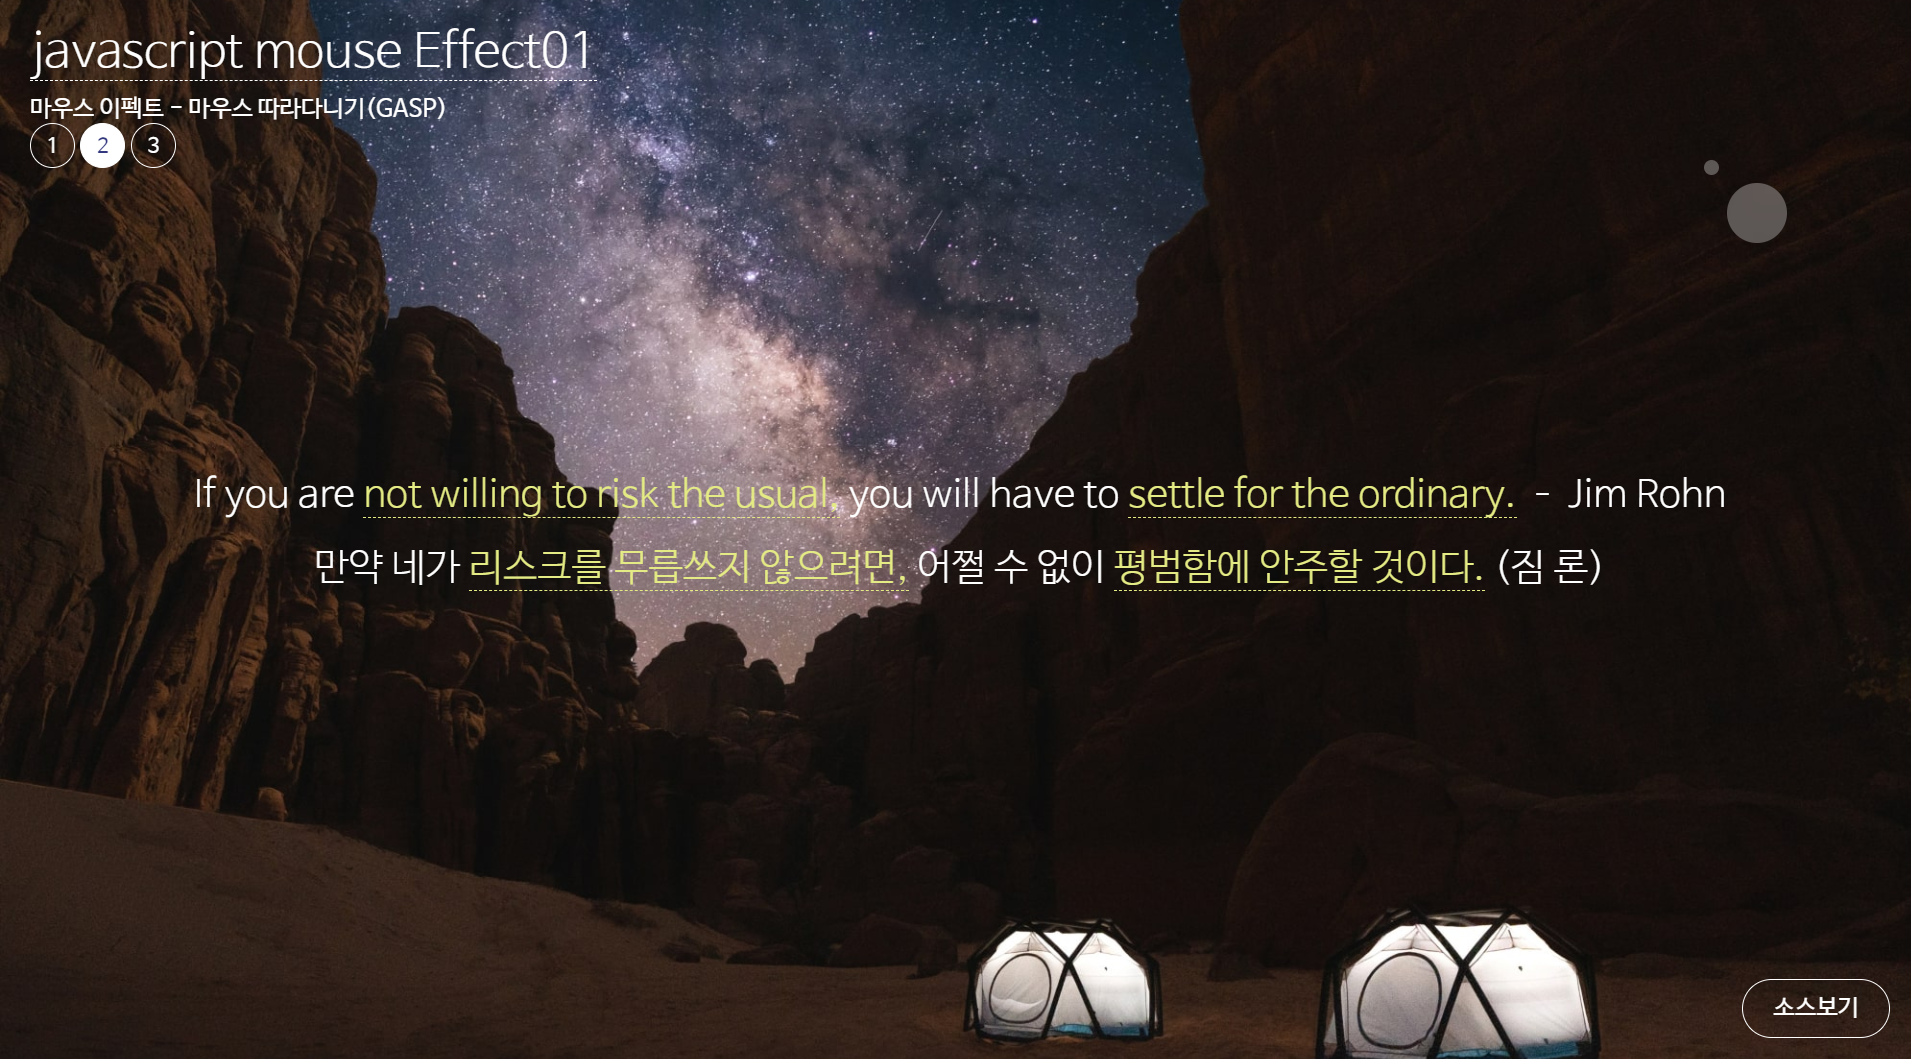 javascript mouse Effect01
마우스 이펙트 - 마우스 따라다니기(GASP)
1 2 3
If you are not willing to risk the usual, you will have to settle for the ordinary. - Jim Rohn
만약 네가 리스크를 무릅쓰지 않으려면, 어쩔 수 없이 평범함에 안주할 것이다. (짐 론)
소스보기